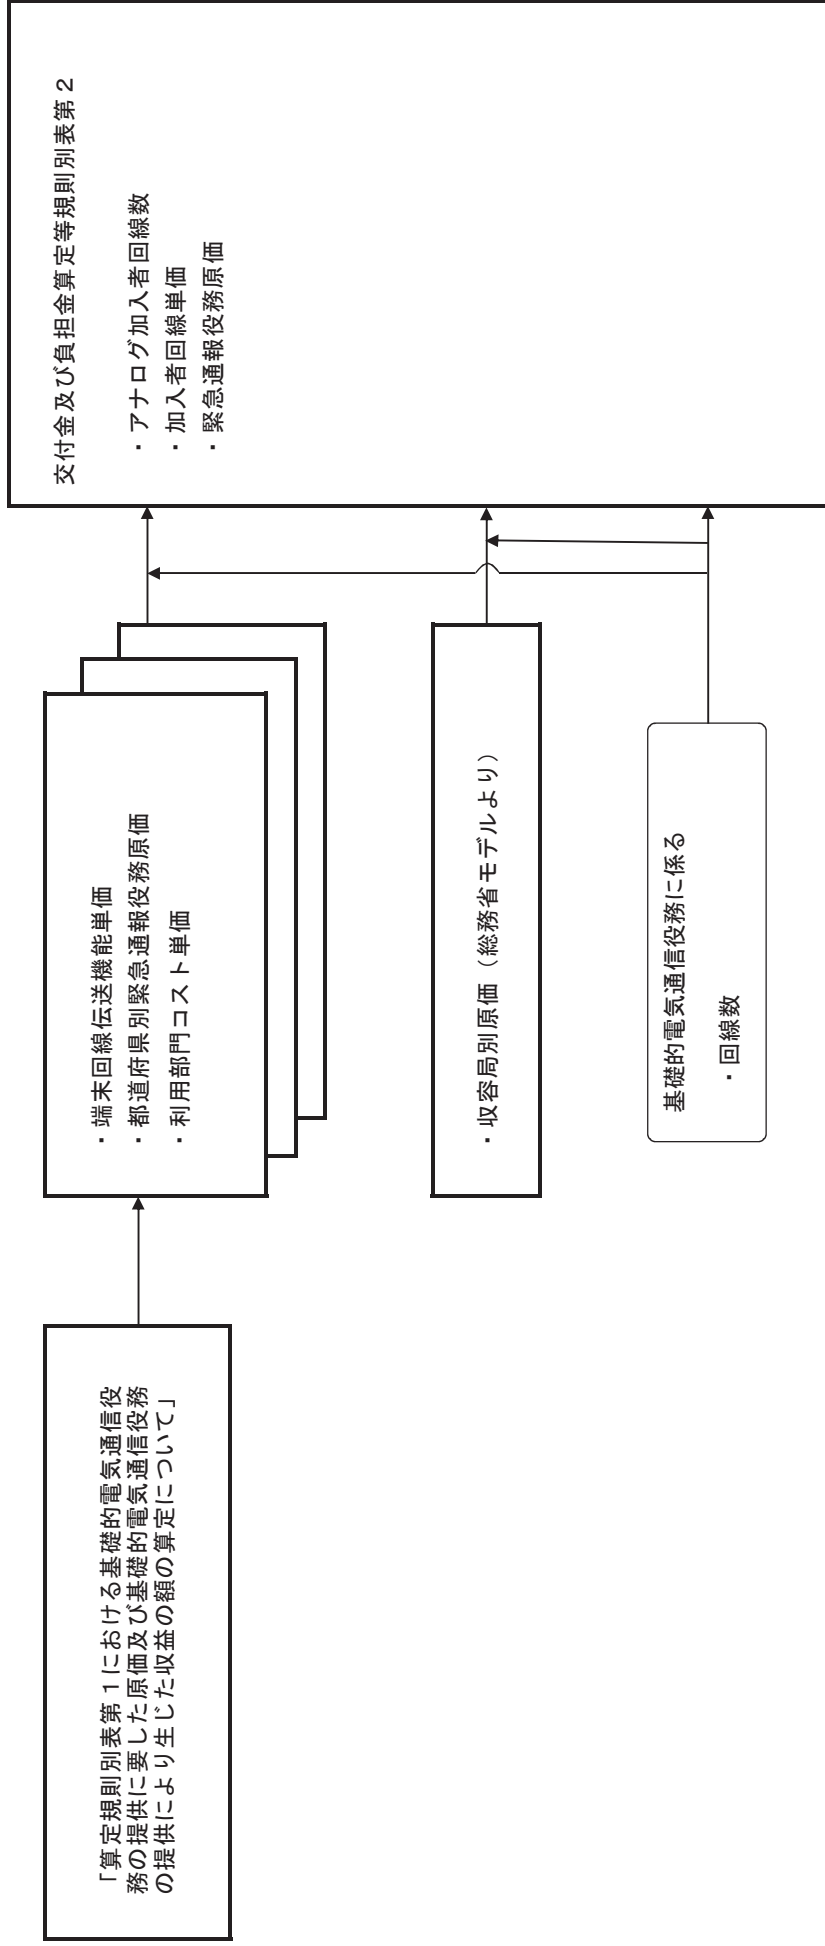 「算定規則別表第１における基礎的電気通信役
務の提供に要した原価及び基礎的電気通信役務
の提供により生じた収益の額の算定について」
・端末回線伝送機能単価
・都道府県別緊急通報役務原価
・利用部門コスト単価
・収容局別原価（総務省モデルより）
基礎的電気通信役務に係る
・回線数
交付金及び負担金算定等規則別表第２
・アナログ加入者回線数
・加入者回線単価
・緊急通報役務原価